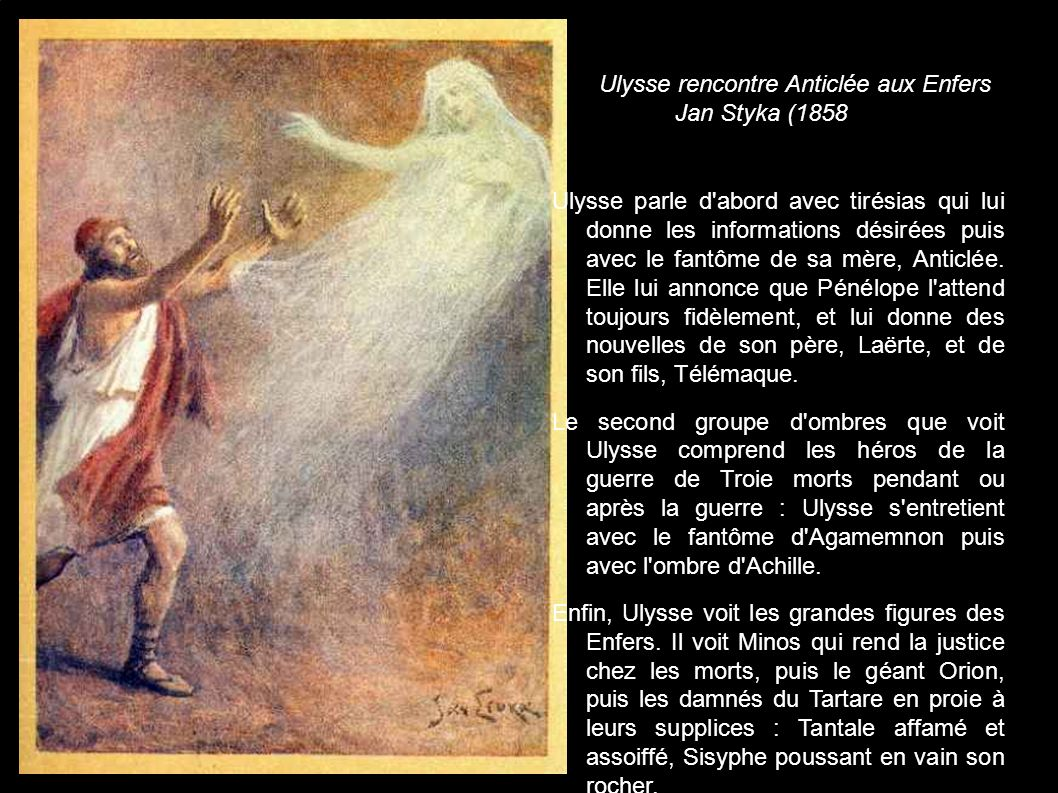 Ulysse rencontre Anticlée aux Enfers
Jan Styka (1858
Ulysse parle d'abord avec tirésias qui lui
donne les informations désirées puis
avec le fantôme de sa mère, Anticlée.
Elle lui annonce que Pénélope l'attend
toujours fidèlement, et lui donne des
nouvelles de son père, Laërte, et de
son fils, Télémaque.
Le second groupe d'ombres que voit
Ulysse comprend les héros de la
guerre de Troie morts pendant ou
après la guerre : Ulysse s'entretient
avec le fantôme d'Agamemnon puis
avec l'ombre d'Achille.
Enfin, Ulysse voit les grandes figures des
Enfers. Il voit Minos qui rend la justice
chez les morts, puis le géant Orion,
puis les damnés du Tartare en proie à
leurs supplices : Tantale affamé et
assoiffé, Sisyphe poussant en vain son
rocher.
Jan Styka